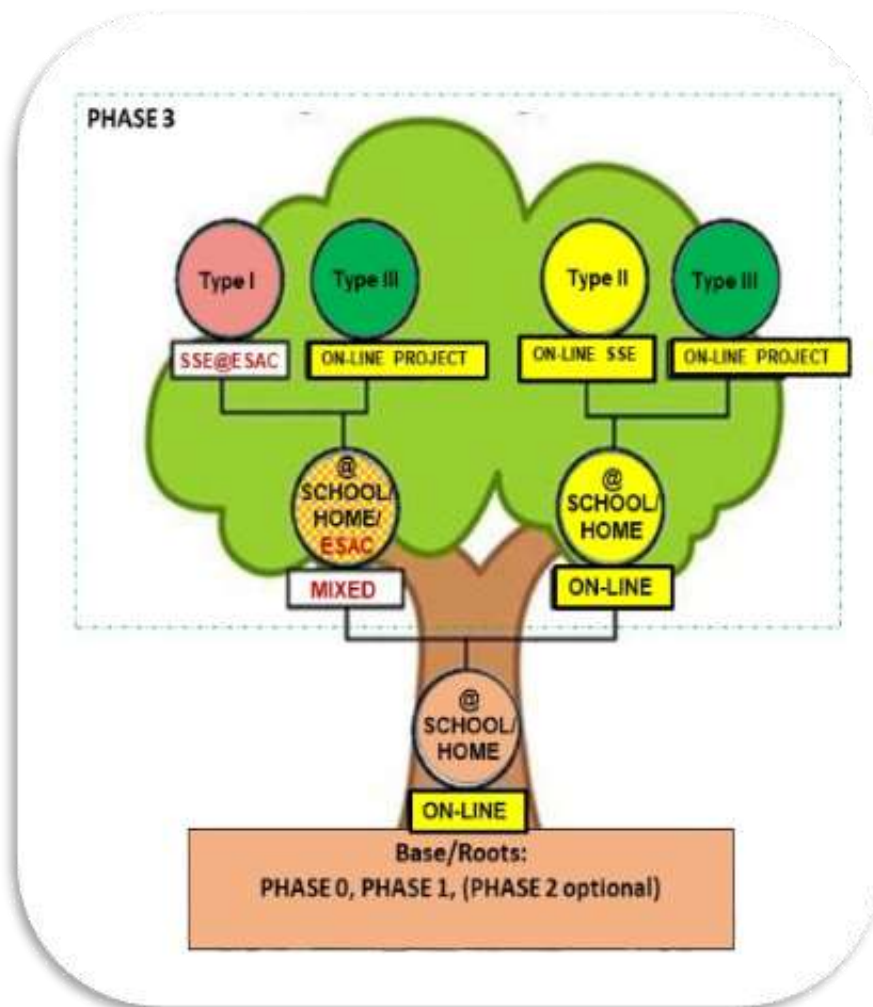 PHASE 3
Type I
Type III
Type II
Type III
SSE@ESAC
ON-LINE PROJECT
ON-LINE SSE
ON-LINE PROJECT
@
SCHOOL/
HOME/
ESAC
@
SCHOOL/
HOME
MIXED
ON-LINE
@
SCHOOL/
HOME
ON-LINE
Base/Roots:
PHASE 0, PHASE 1, (PHASE 2 optional)